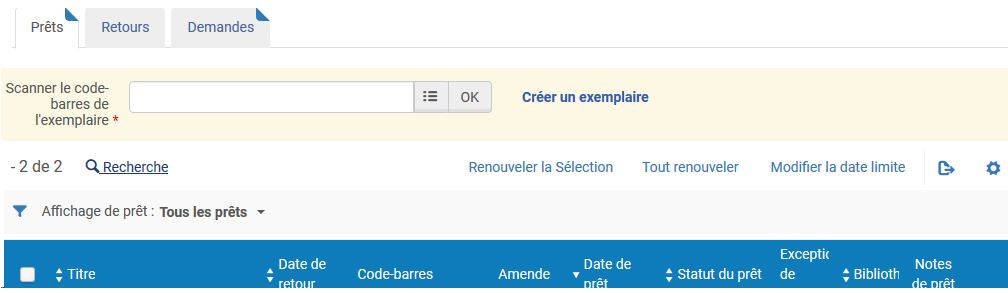 Prêts Retours Demandes
Scanner le code-
barres de
l'exemplaire *
OK Créer un exemplaire
- 2 de 2 Recherche Renouveler la Sélection Tout renouveler Modifier la date limite
Affichage de prêt : Tous les prêts
Titre Date de retour Code-barres Amende Date de prêt Statut du prêt Exceptic de Biblioth Notes de prêt